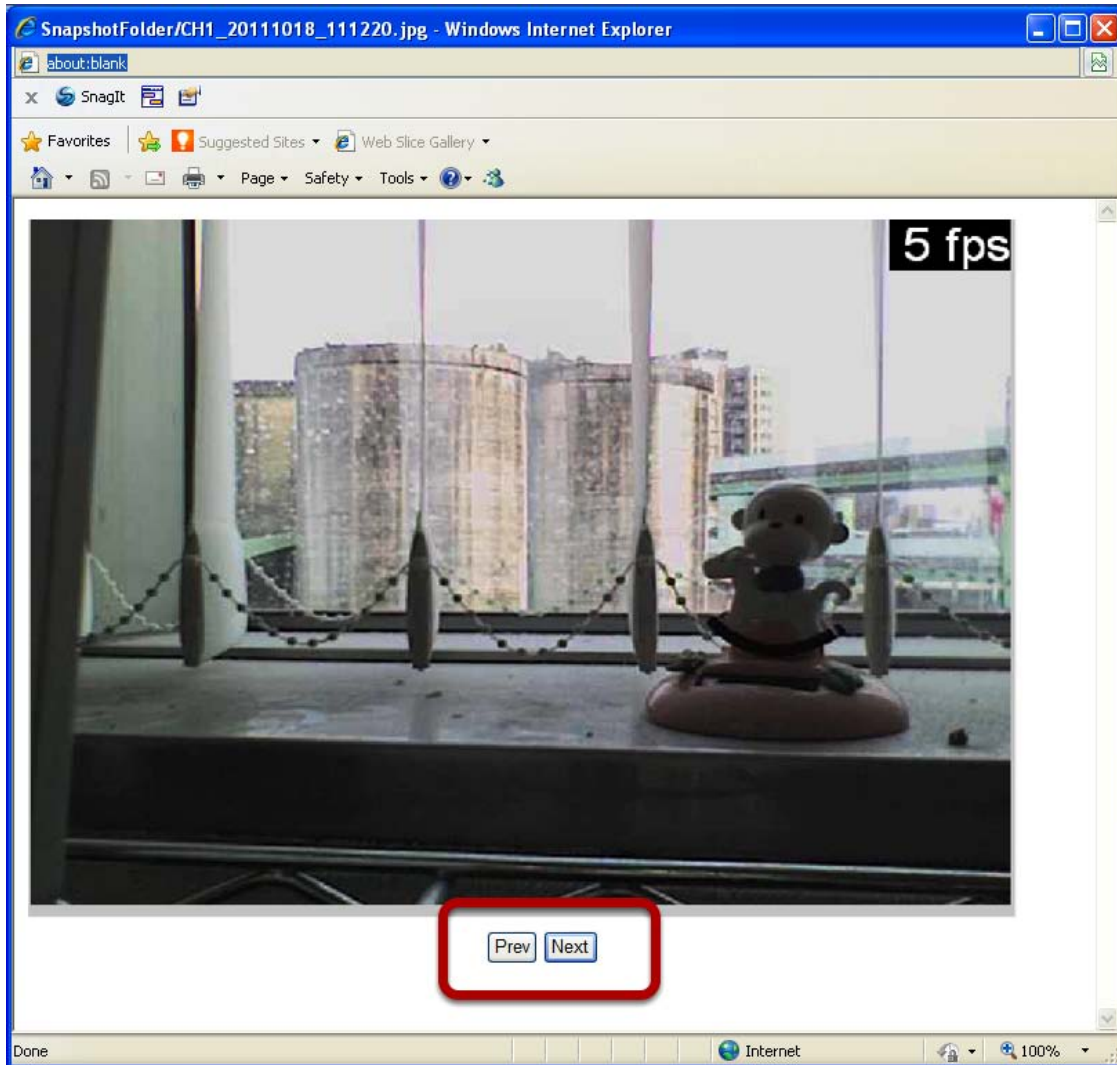 SnapshotFolder/CH1_20111018_111220.jpg - Windows Internet Explorer
about:blank
x SnagIt
Favorites Suggested Sites Web Slice Gallery
Page Safety Tools
5 fps
Prev Next
Done Internet 100%